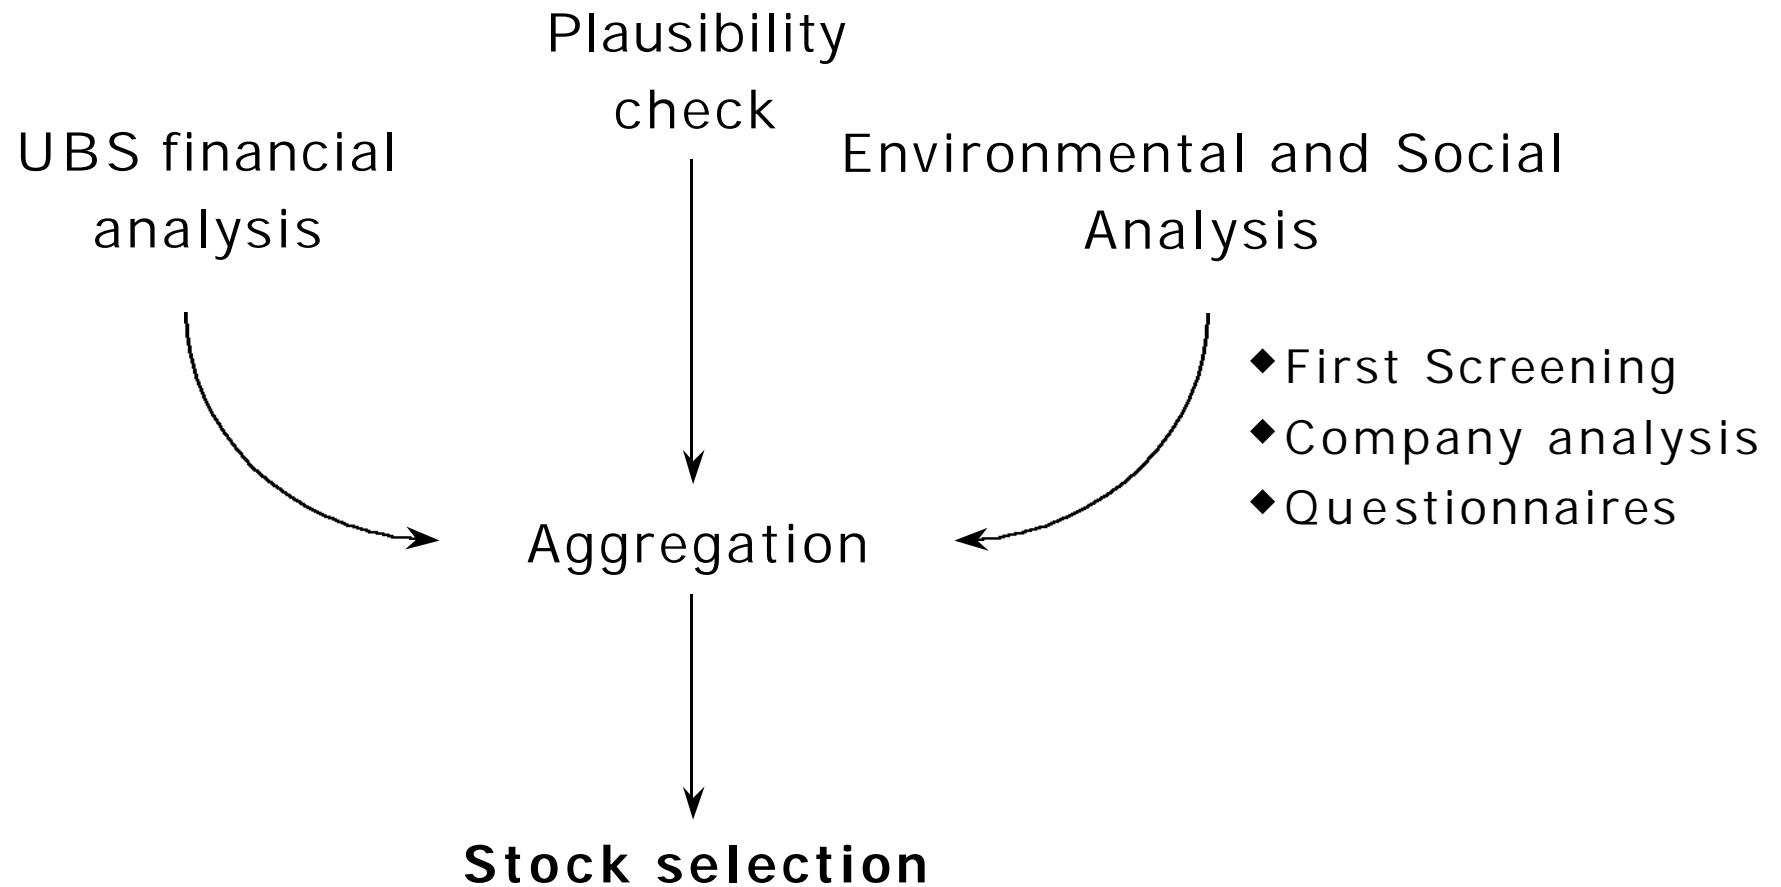 Plausibility
check
UBS financial
analysis
Environmental and Social
Analysis
◆First Screening
◆Company analysis
◆Questionnaires
Aggregation
Stock selection